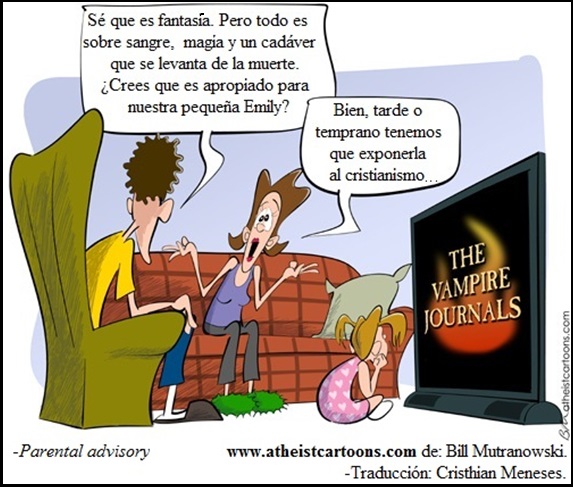 Sé que es fantasía. Pero todo es
sobre sangre, magia y un cadáver
que se levanta de la muerte.
¿Crees que es apropiado para
nuestra pequeña Emily?
Bien, tarde o
temprano tenemos
que exponerla
al cristianismo...
THE
VAMPIRE
JOURNALS
atheistcartoons.com
-Parental advisory
www.atheistcartoons.com de: Bill Mutranowski.
-Traducción: Cristhian Meneses.